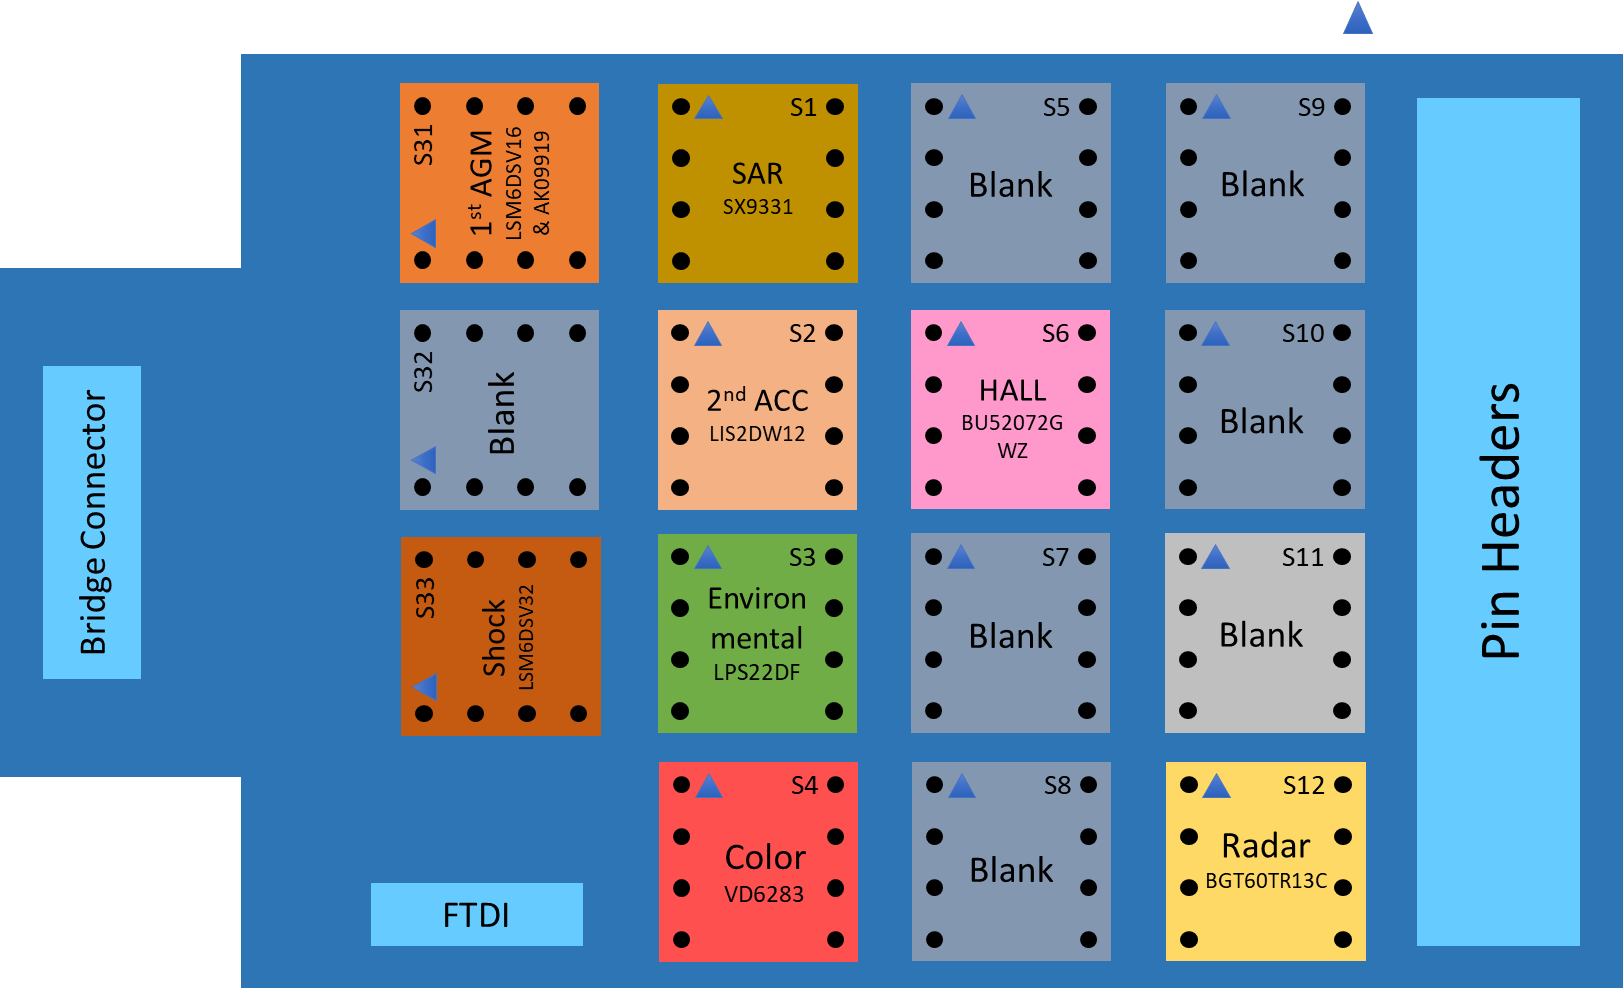 S31
1st AGM
LSM6DSV16
& AK09919
S1
SAR
SX9331
S5
Blank
S9
Blank
S32
Blank
S2
2nd ACC
LIS2DW12
S6
HALL
BU52072G
WZ
S10
Blank
Bridge Connector
Pin Headers
S33
Shock
LSM6DSV32
S3
Environ
mental
LPS22DF
S7
Blank
S11
Blank
S4
Color
VD6283
S8
Blank
S12
Radar
BGT60TR13C
FTDI